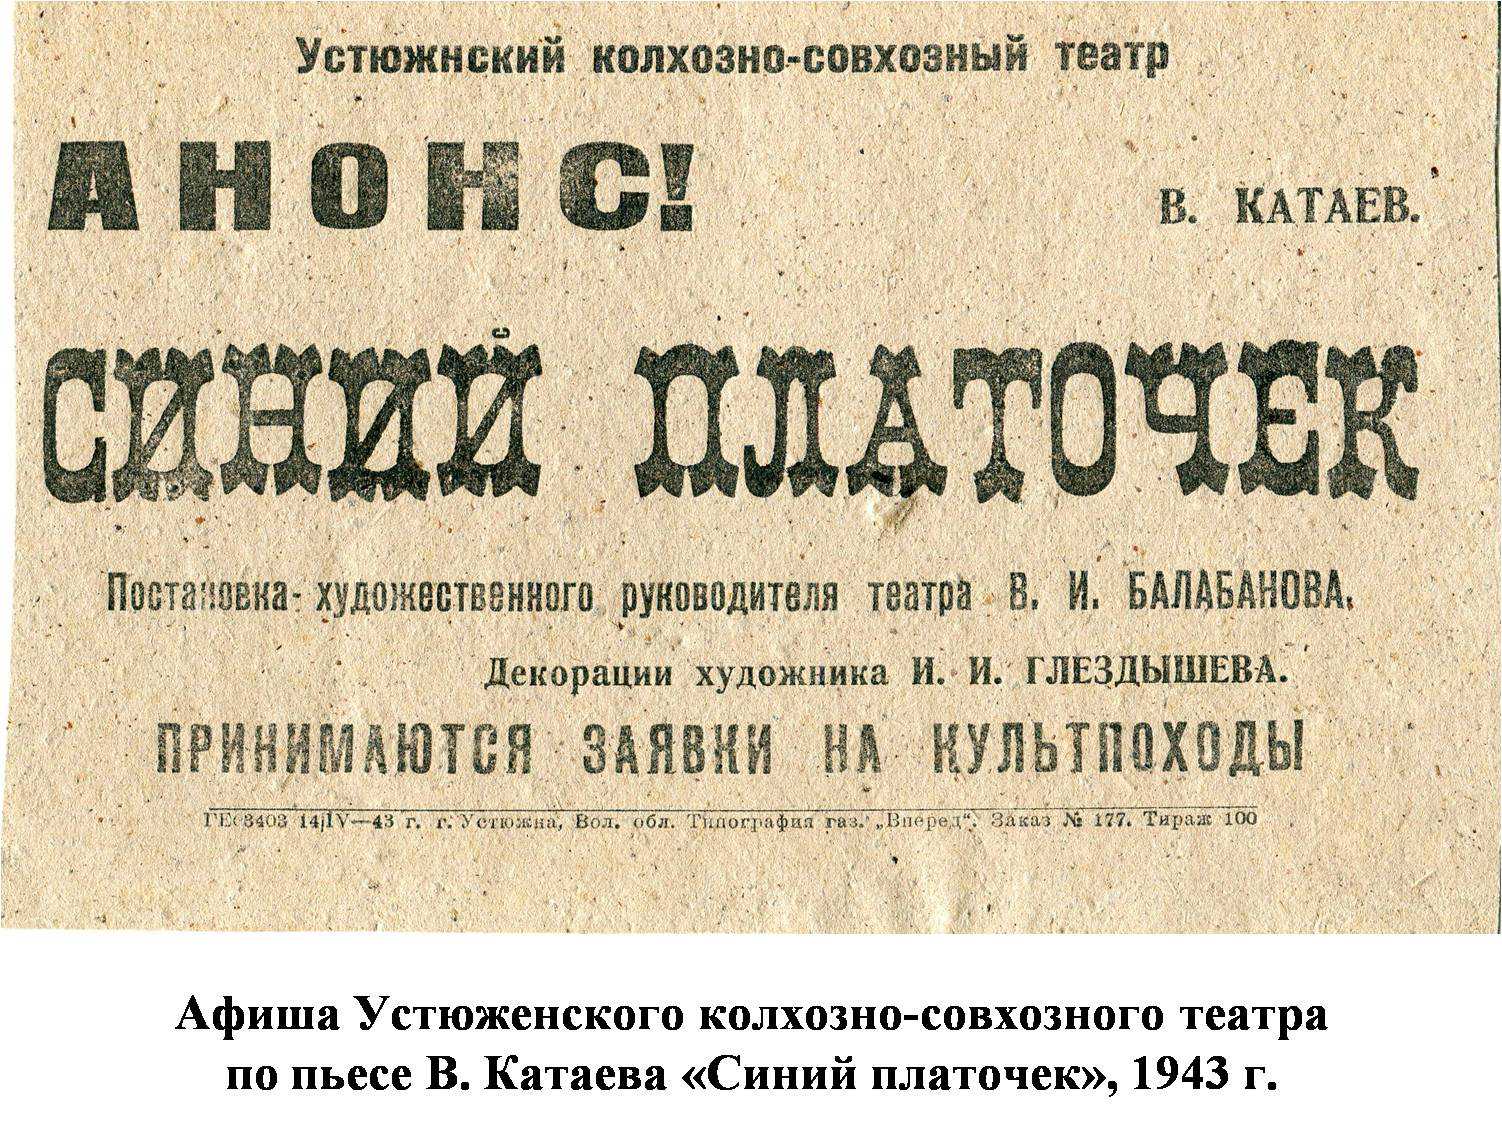 Устюжнский колхозно-совхозный театр
АНОНС!
В. КАТАЕВ.
СИНИЙ ПЛАТОЧЕК
Постановка- художественного руководителя театра В. И. БАЛАБАНОВА.
Декорации художника И. И. ГЛЕЗДЫШЕВА.
ПРИНИМАЮТСЯ ЗАЯВКИ НА КУЛЬТПОХОДЫ
3403 14/IV—43 г. г. Устюжна, Вол. обл. Типография газ. „Вперед“. Заказ № 177. Тираж 100
Афиша Устюженского колхозно-совхозного театра
по пьесе В. Катаева «Синий платочек», 1943 г.